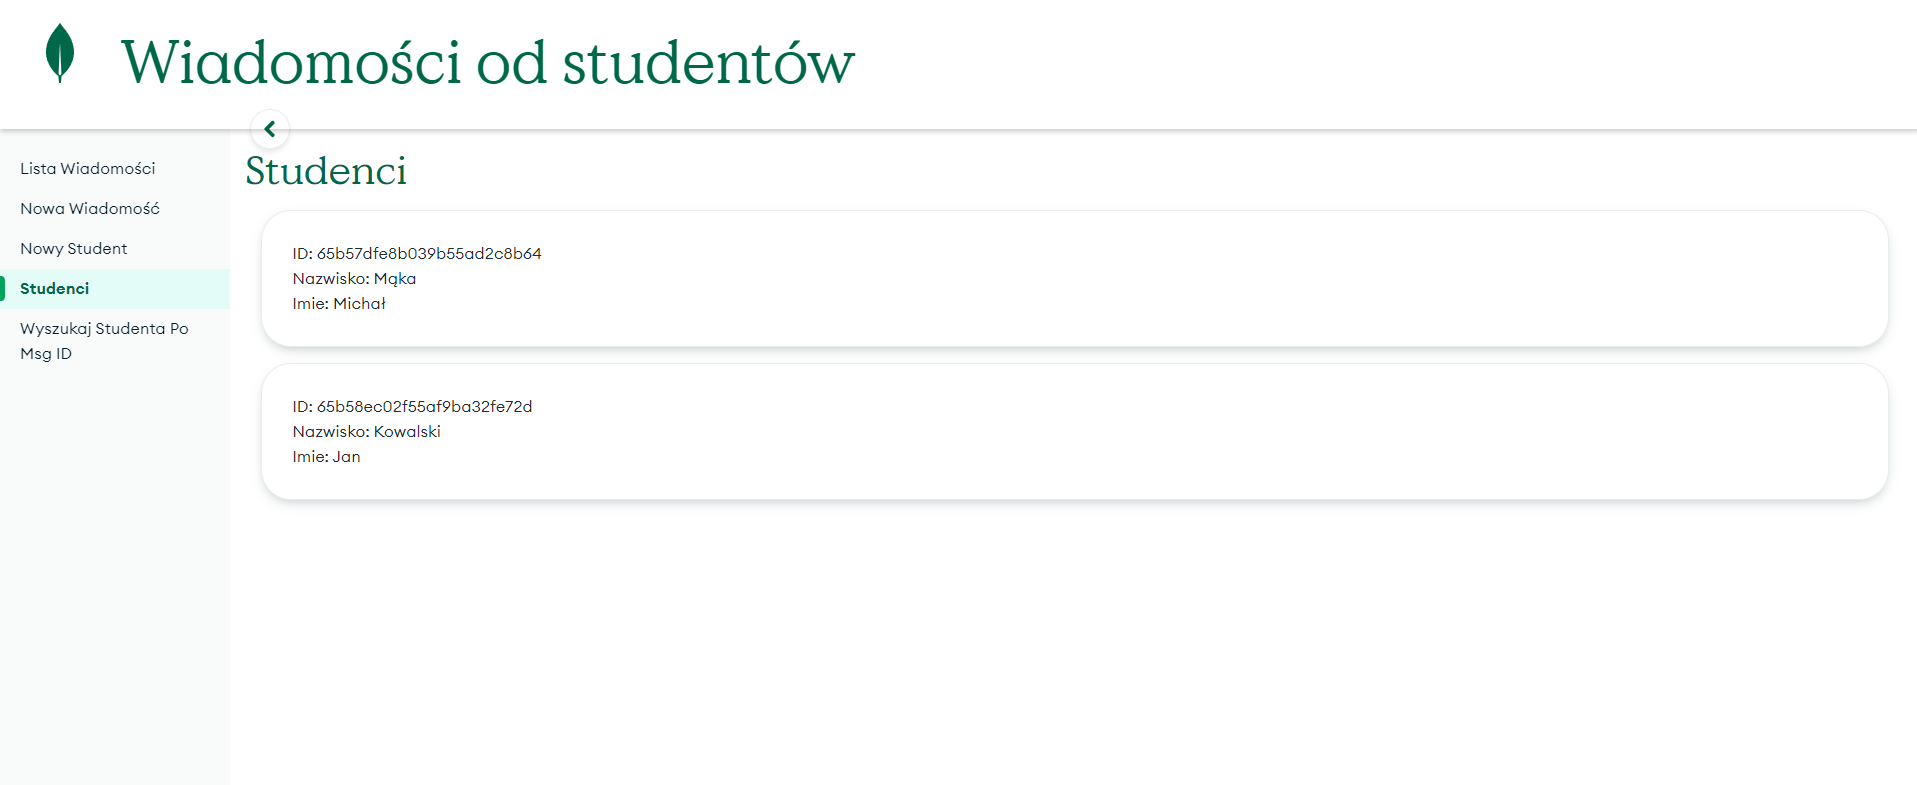 Wiadomości od studentów
Lista Wiadomości
Nowa Wiadomość
Nowy Student
Studenci
Wyszukaj Studenta Po
Msg ID
Studenci
ID: 65b57dfe8b039b55ad2c8b64
Nazwisko: Mąka
Imie: Michał
ID: 65b58ec02f55af9ba32fe72d
Nazwisko: Kowalski
Imie: Jan